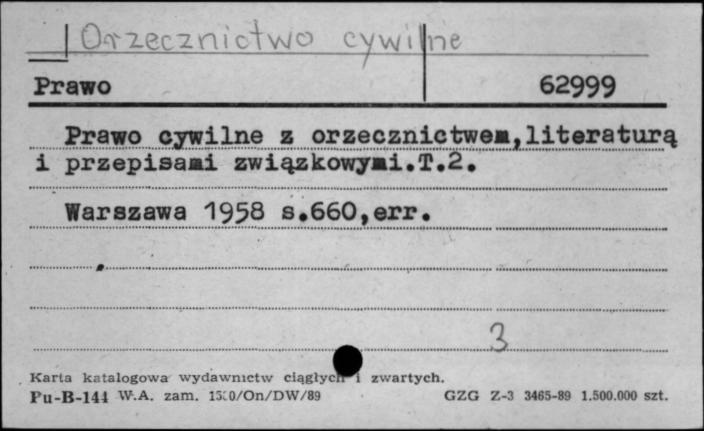 Orzecznictwo cywilne
Prawo 62999
Prawo cywilne z orzecznictwem,literaturą
i przepisami związkowymi.T.2.
Warszawa 1958 s.660,err.
3
Karta katalogowa wydawnictw ciągłych i zwartych.
Pu-B-144 W.A. zam. /On/DW/89 GZG Z-3 3465-89 1.500.000 szt.